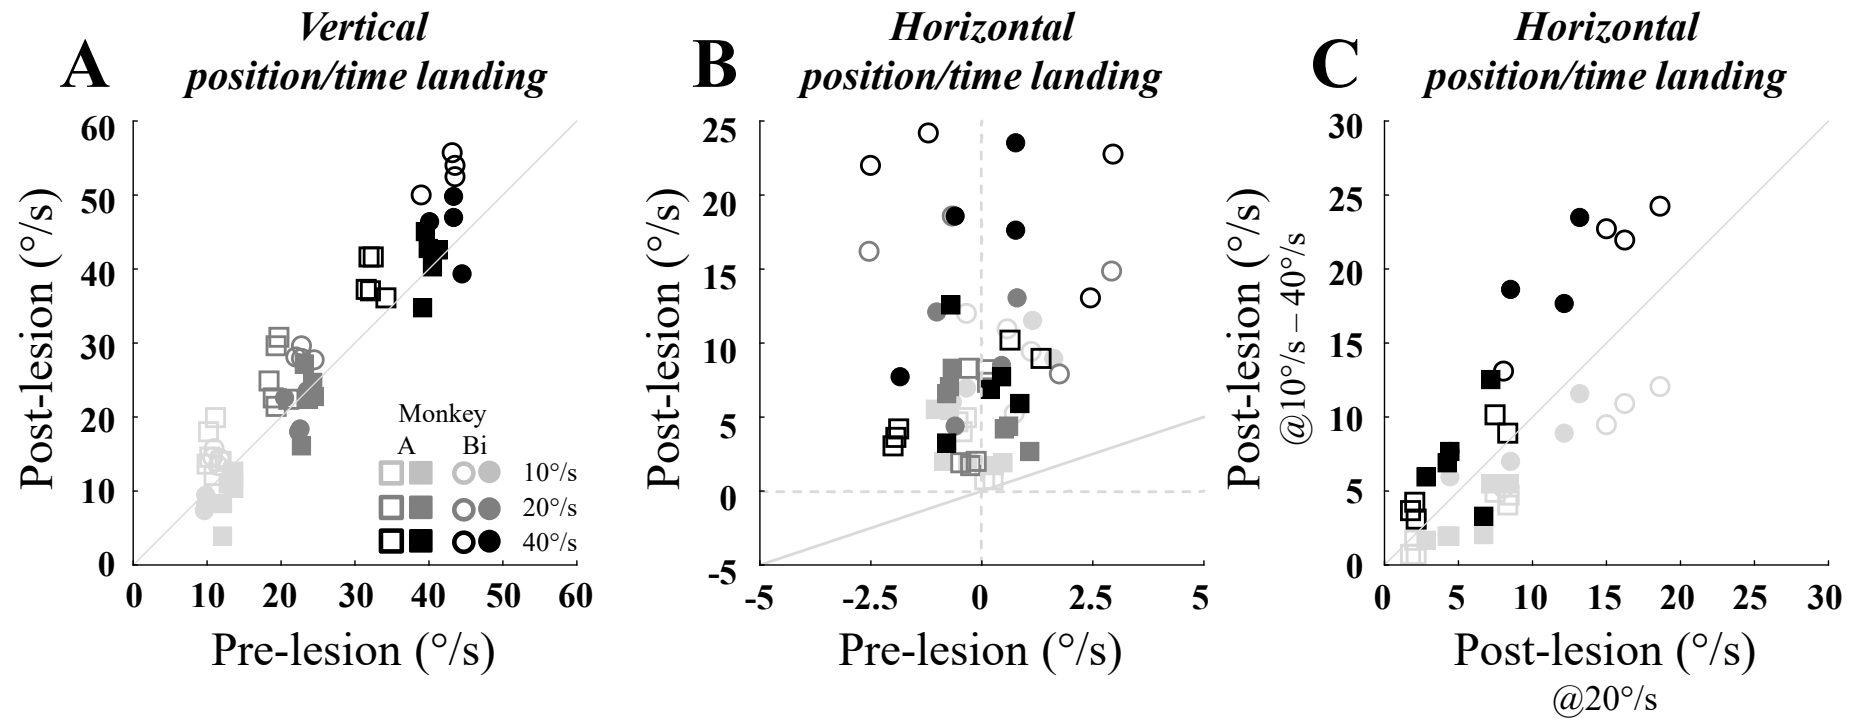 A
Vertical
position/time landing
60
50
40
30
20
10
0
0 10 20 30 40 50 60
Post-lesion (°/s)
Pre-lesion (°/s)
Monkey
A Bi
10°/s
20°/s
40°/s
B
Horizontal
position/time landing
25
20
15
10
5
0
-5
-5 -2.5 0 2.5 5
Post-lesion (°/s)
Pre-lesion (°/s)
C
Horizontal
position/time landing
30
25
20
15
10
5
0
0 5 10 15 20 25 30
Post-lesion (°/s)
@10°/s – 40°/s
Post-lesion (°/s)
@20°/s